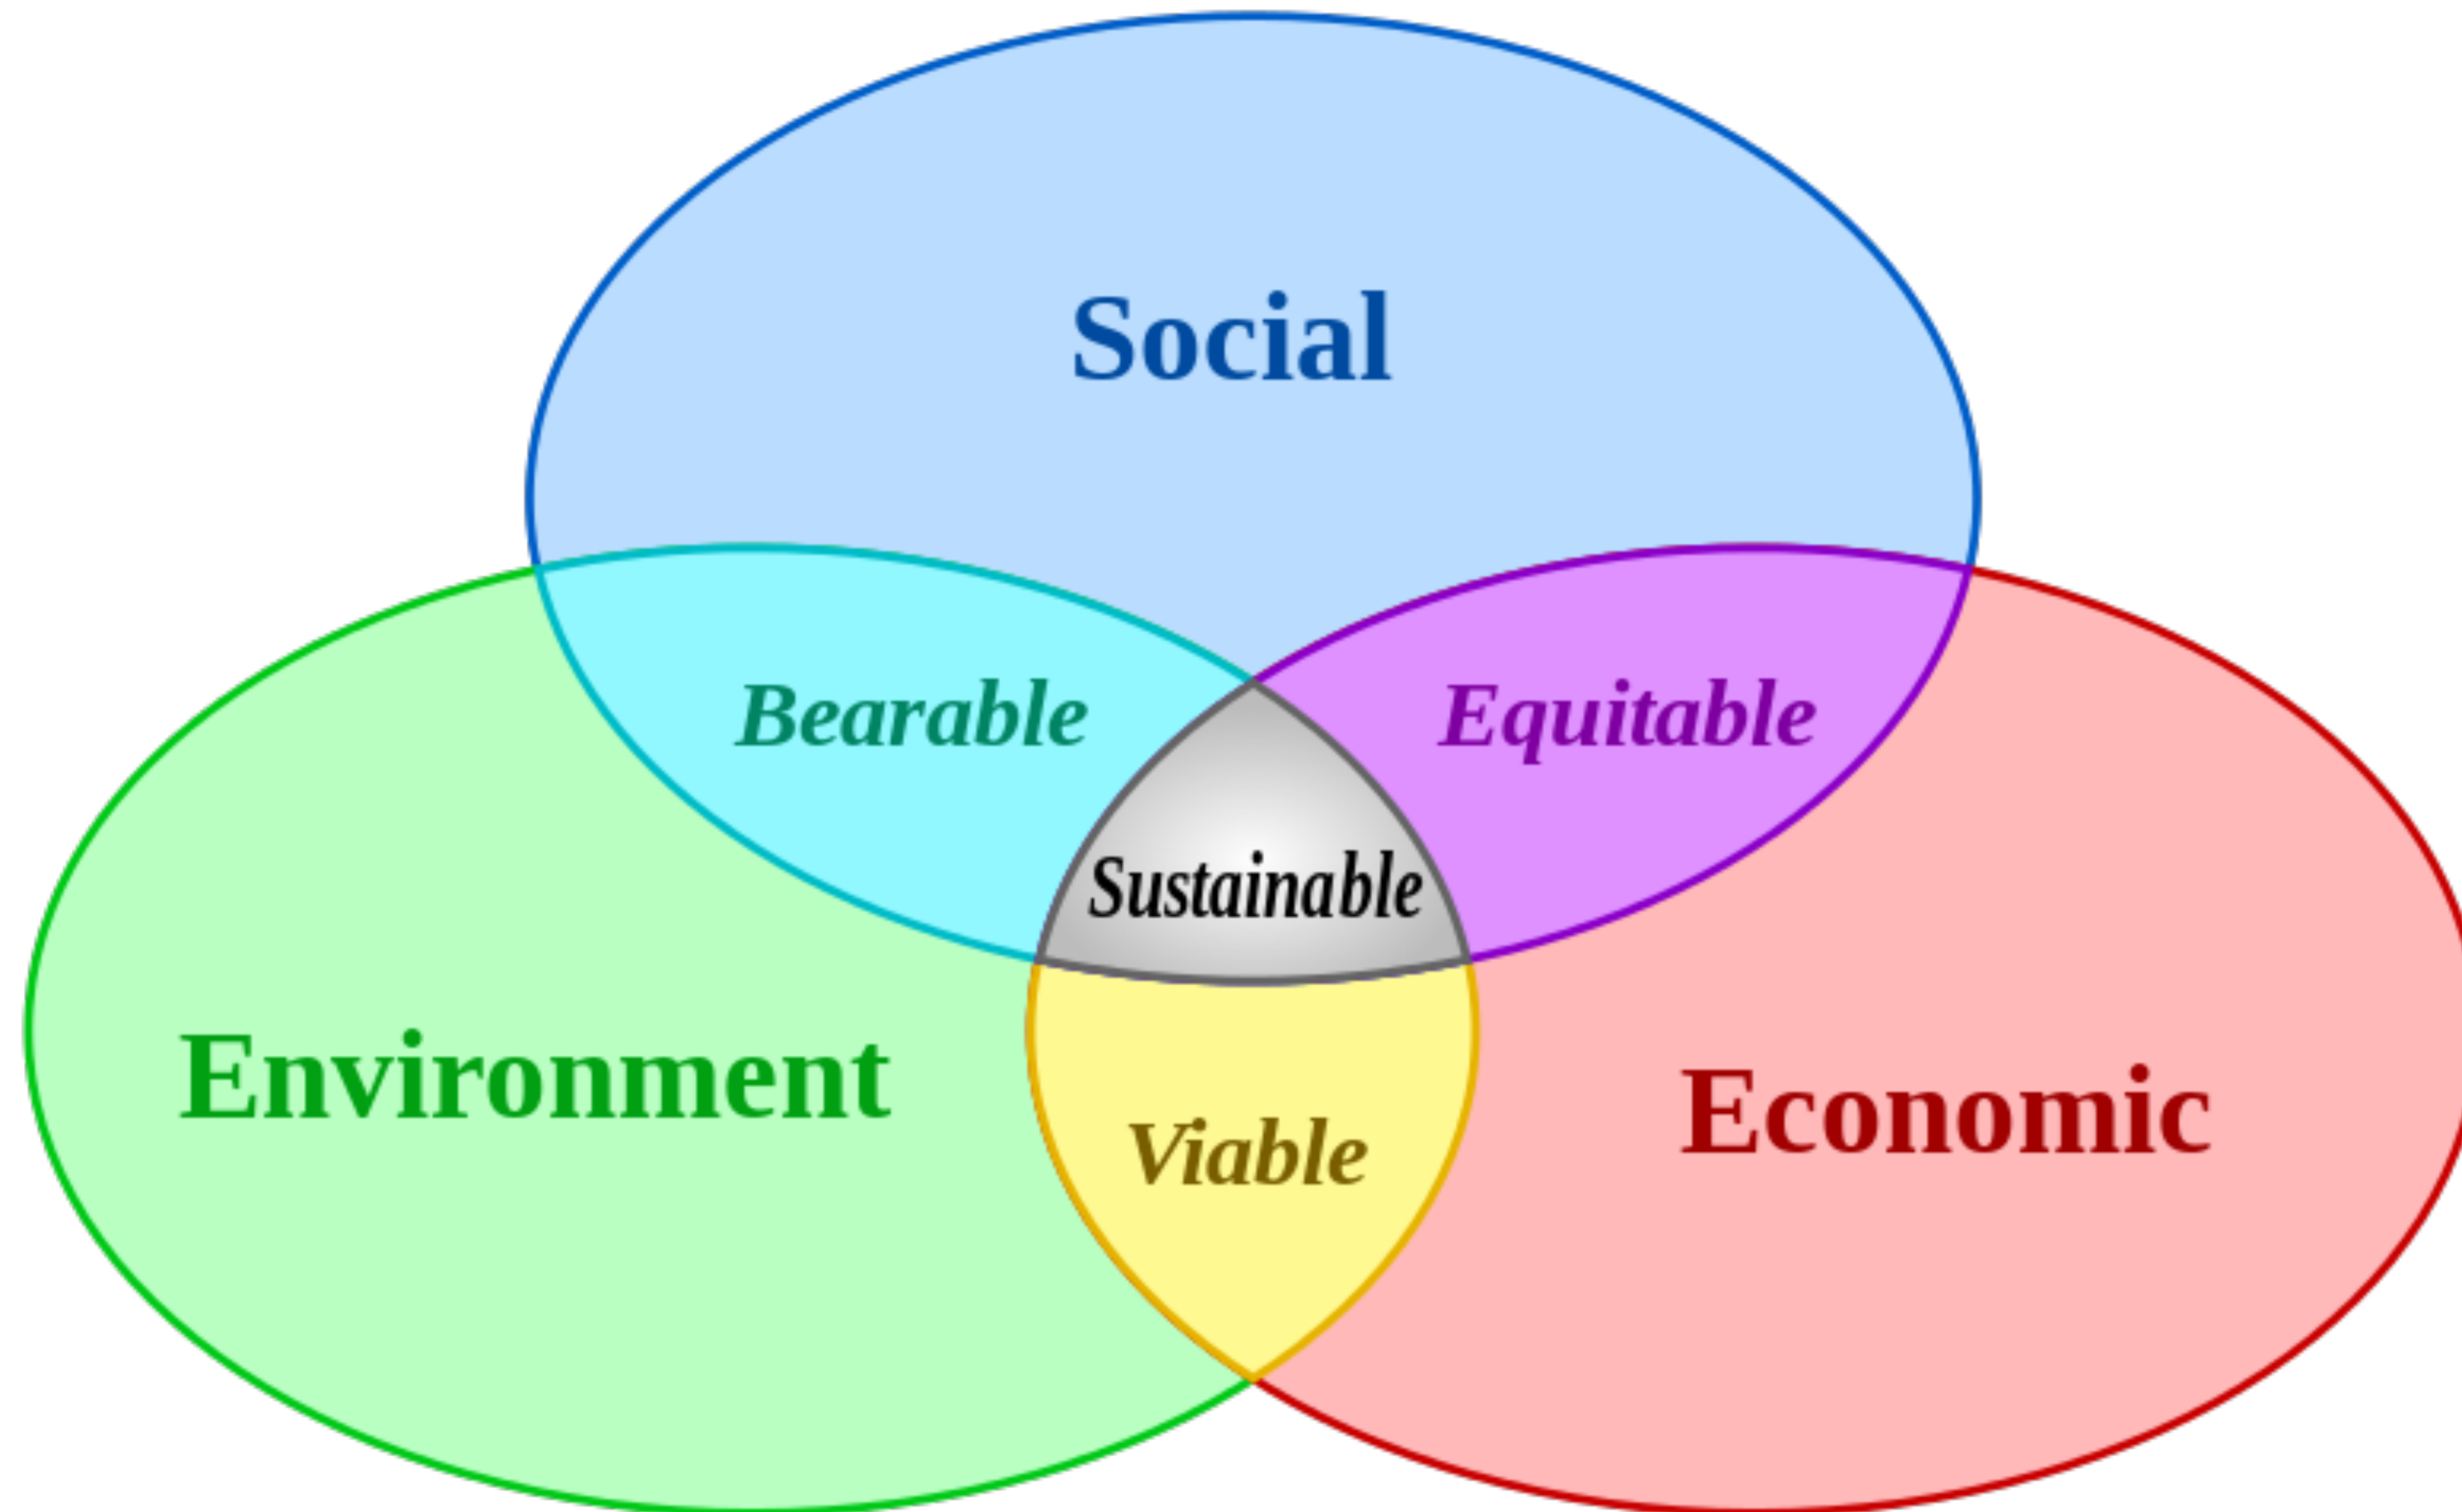 Social
Bearable
Equitable
Sustainable
Environment
Economic
Viable